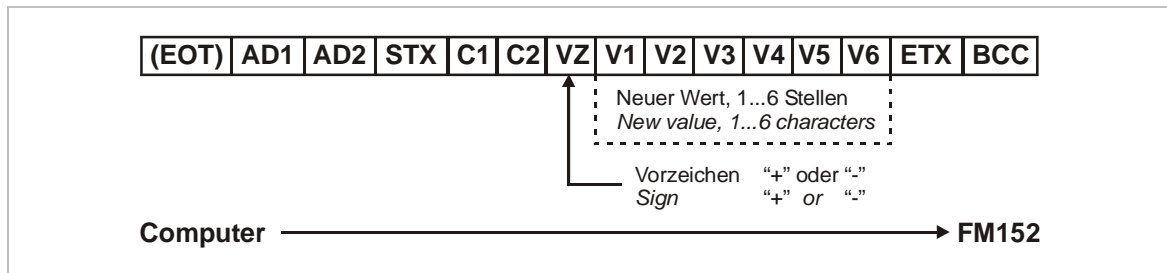 (EOT) AD1 AD2 STX C1 C2 VZ V1 V2 V3 V4 V5 V6 ETX BCC
Neuer Wert, 1...6 Stellen
New value, 1...6 characters
Vorzeichen “+” oder “-”
Sign “+” or “-”
Computer FM152